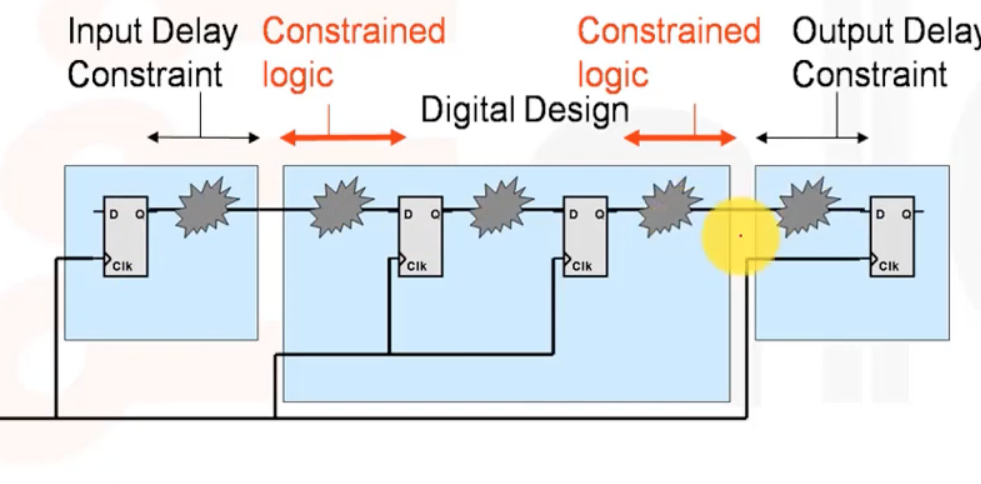 Input Delay
Constraint
Constrained
logic
Constrained
logic
Output Delay
Constraint
Digital Design
D Q
Clk
D Q
Clk
D Q
Clk
D Q
Clk